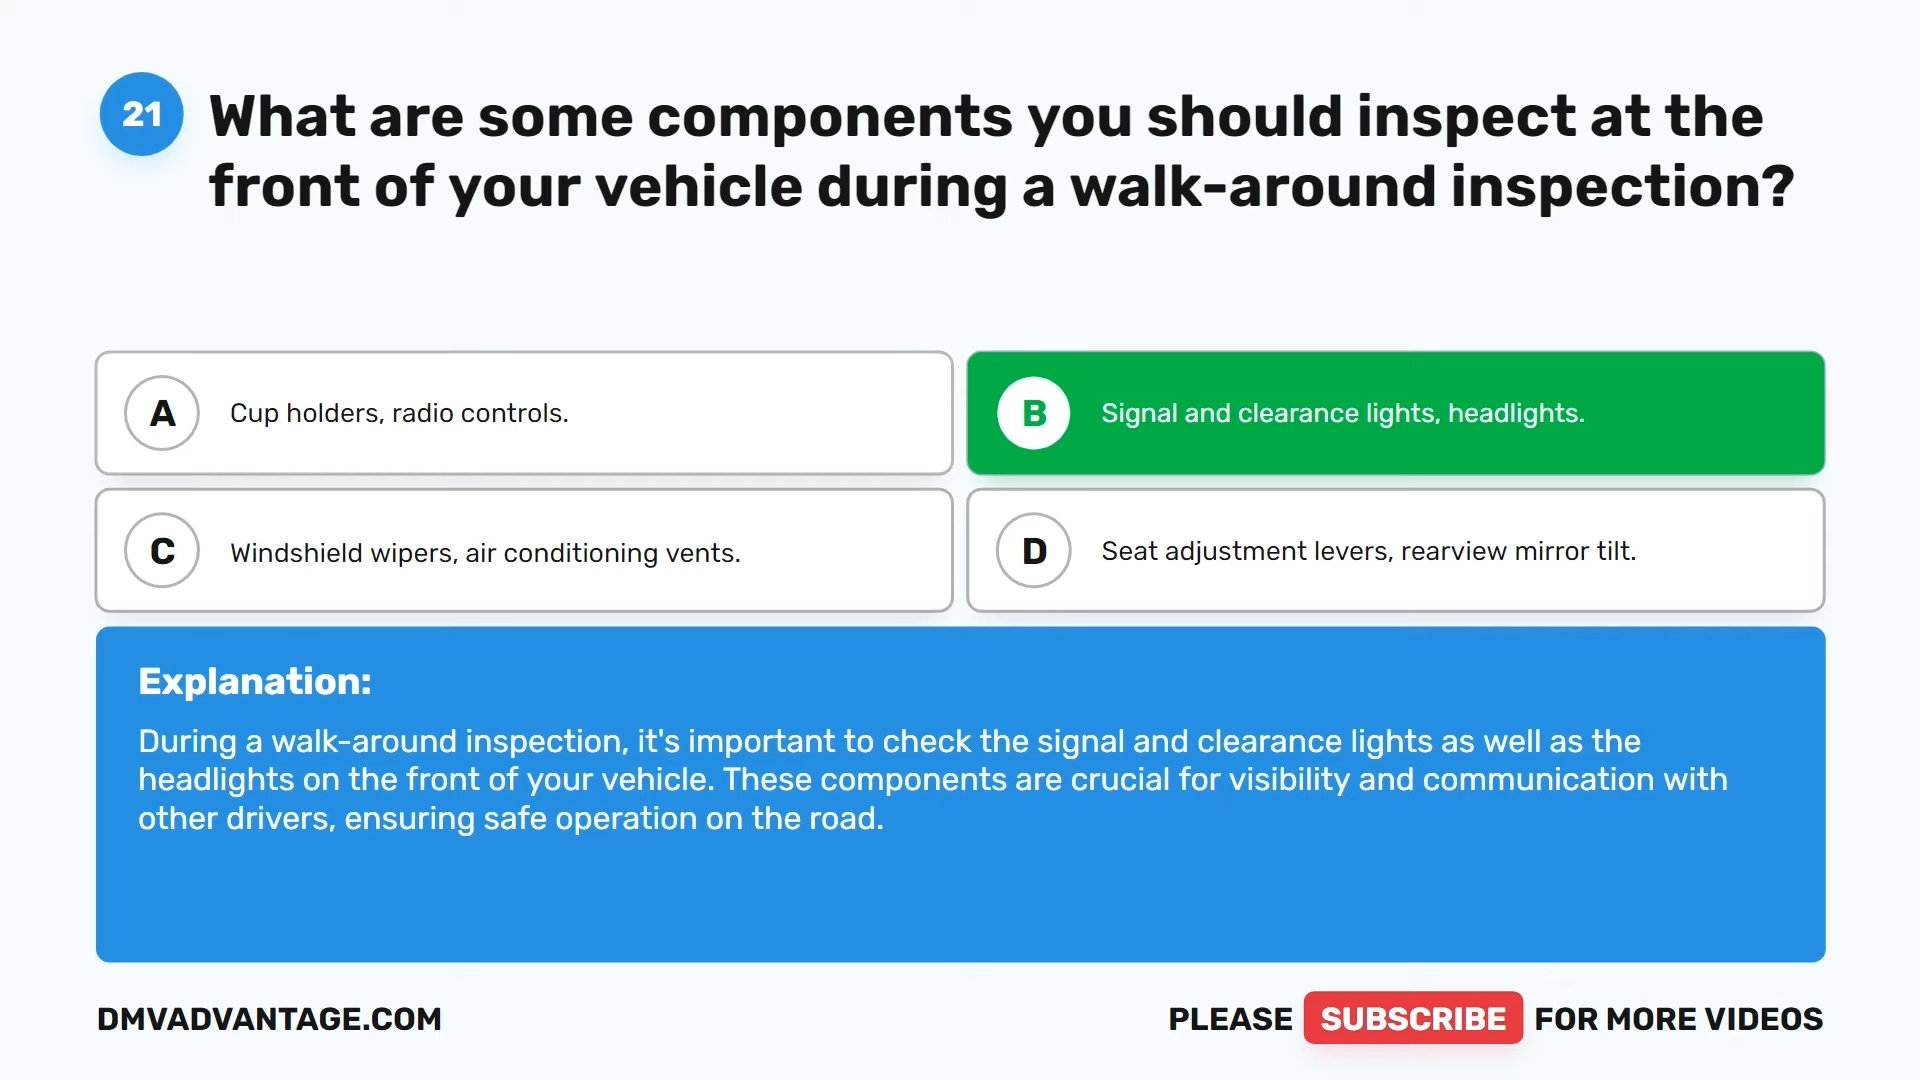 21
What are some components you should inspect at the
front of your vehicle during a walk-around inspection?
A
Cup holders, radio controls.
B
Signal and clearance lights, headlights.
C
Windshield wipers, air conditioning vents.
D
Seat adjustment levers, rearview mirror tilt.
Explanation:
During a walk-around inspection, it's important to check the signal and clearance lights as well as the
headlights on the front of your vehicle. These components are crucial for visibility and communication with
other drivers, ensuring safe operation on the road.
DMVADVANTAGE.COM
PLEASE SUBSCRIBE FOR MORE VIDEOS